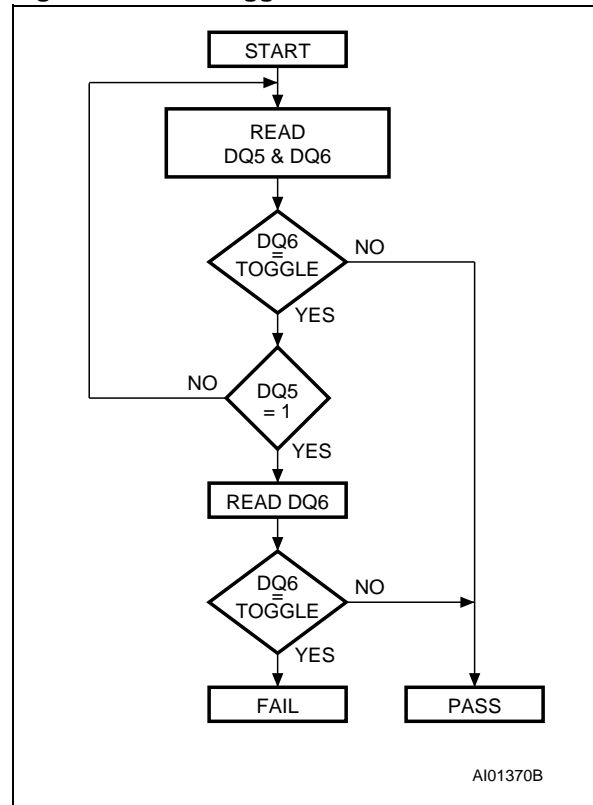 START
READ
DQ5 & DQ6
DQ6
=
TOGGLE
NO
YES
NO
DQ5
= 1
YES
READ DQ6
DQ6
=
TOGGLE
NO
YES
FAIL
PASS
AI01370B